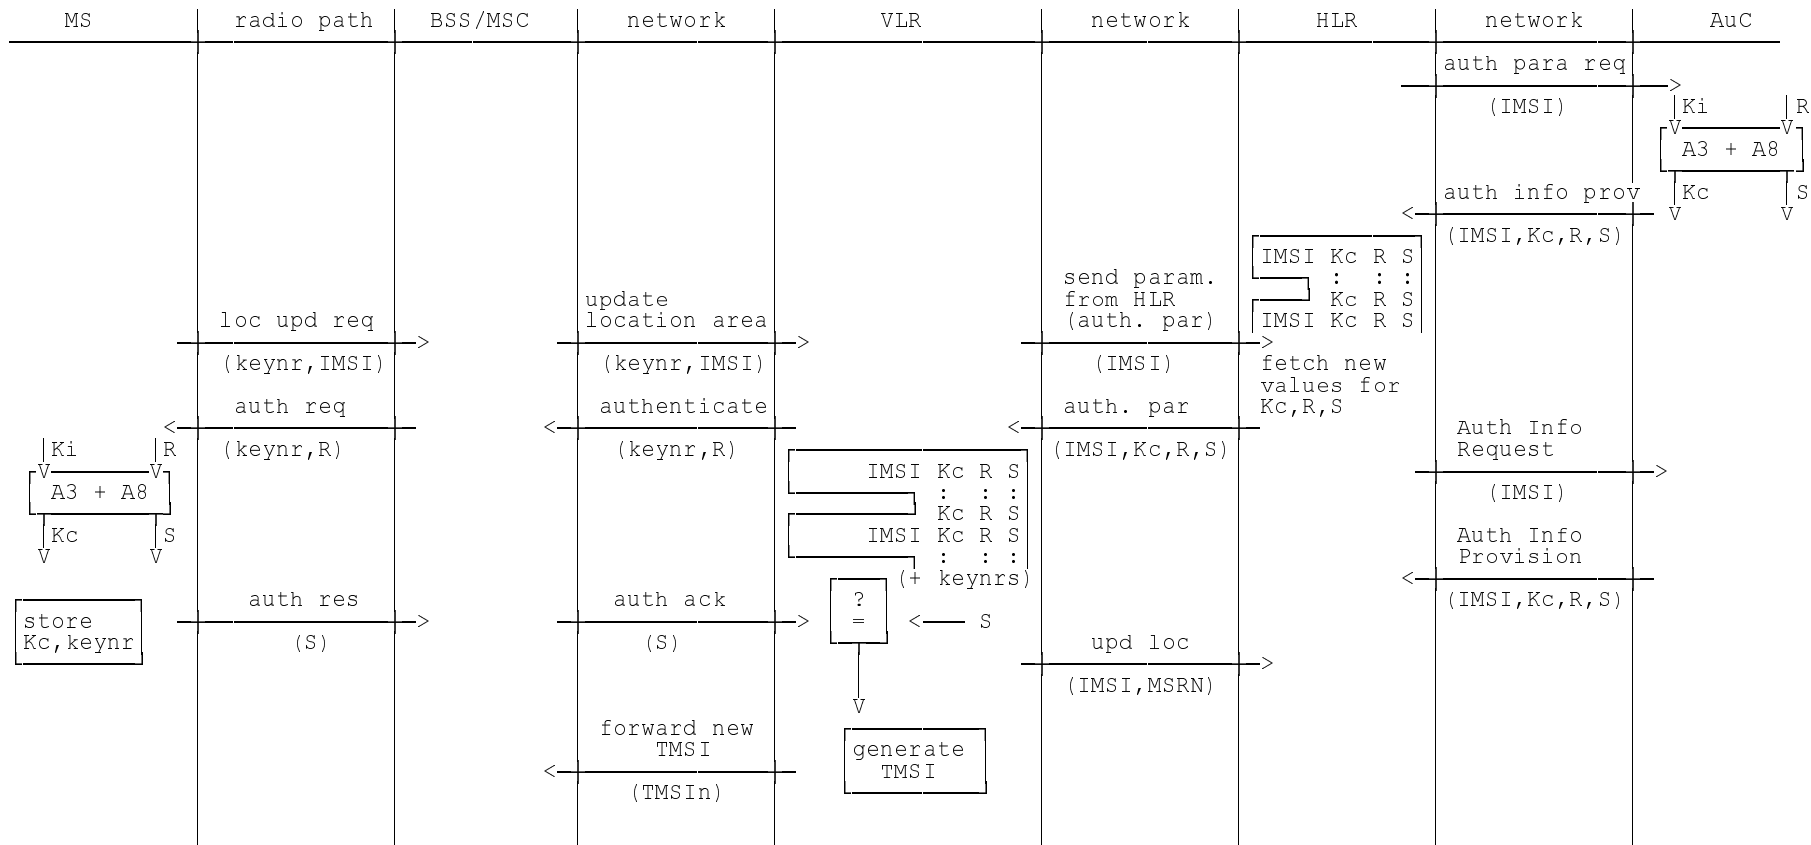 MS radio path BSS/MSC network VLR network HLR network AuC
auth para req
(IMSI)
Ki R
A3 + A8
auth info prov Kc S
(IMSI,Kc,R,S)
IMSI Kc R S
send param. : : :
update from HLR Kc R S
loc upd req location area (auth. par) IMSI Kc R S
(keynr,IMSI) (keynr,IMSI) (IMSI) fetch new
values for
auth req authenticate auth. par Kc,R,S
Auth Info
Ki R (keynr,R) (keynr,R) (IMSI,Kc,R,S) Request
IMSI Kc R S
A3 + A8 : : : (IMSI)
Kc R S
Kc S IMSI Kc R S Auth Info
: : : Provision
(+ keynrs)
auth res auth ack ? (IMSI,Kc,R,S)
store = S
Kc,keynr (S) (S) upd loc
(IMSI,MSRN)
forward new
TMSI generate
TMSI
(TMSIn)